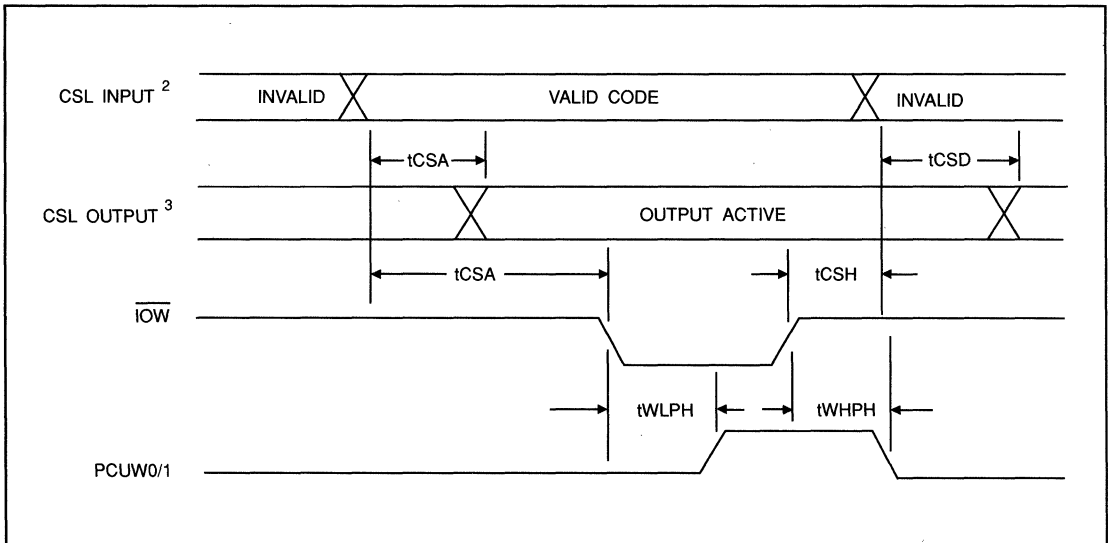 CSL INPUT 2 INVALID VALID CODE INVALID
tCSA tCSD
CSL OUTPUT 3 OUTPUT ACTIVE
tCSA tCSH
IOW
tWLPH tWHPH
PCUW0/1